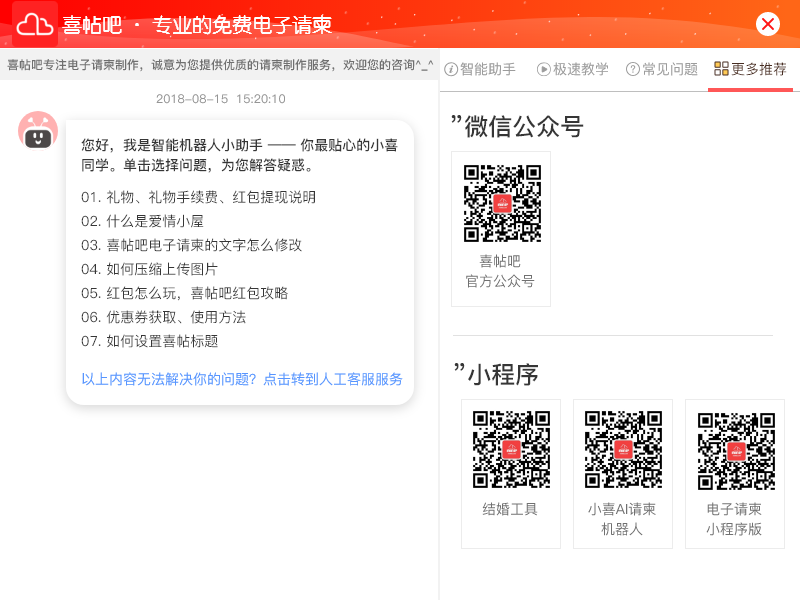 喜帖吧 · 专业的免费电子请柬
喜帖吧专注电子请柬制作，诚意为您提供优质的请柬制作服务，欢迎您的咨询^_^
智能助手 极速教学 常见问题 更多推荐
2018-08-15 15:20:10
您好，我是智能机器人小助手 —— 你最贴心的小喜
同学。单击选择问题，为您解答疑惑。
01. 礼物、礼物手续费、红包提现说明
02. 什么是爱情小屋
03. 喜帖吧电子请柬的文字怎么修改
04. 如何压缩上传图片
05. 红包怎么玩，喜帖吧红包攻略
06. 优惠券获取、使用方法
07. 如何设置喜帖标题
以上内容无法解决你的问题？点击转到人工客服服务
”微信公众号
喜帖吧
官方公众号
”小程序
结婚工具
小喜AI请柬
机器人
电子请柬
小程序版